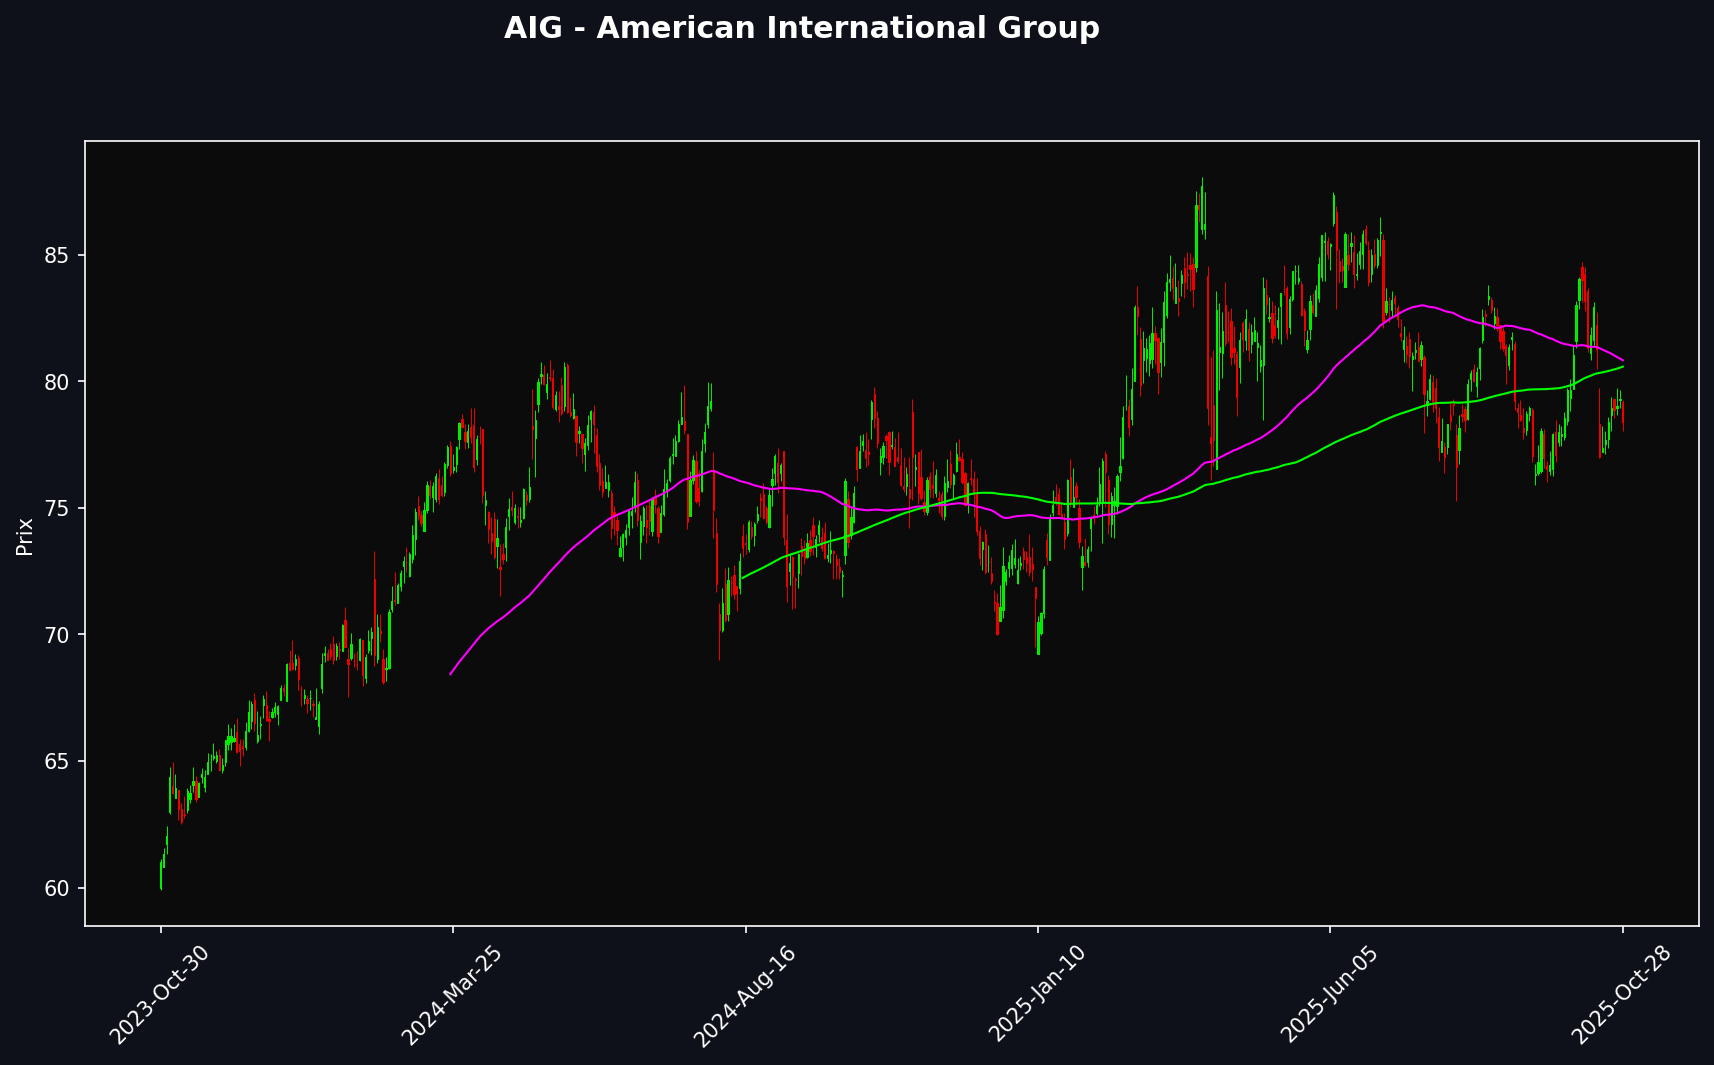 AIG - American International Group
Prix
85
80
75
70
65
60
2023-Oct-30
2024-Mar-25
2024-Aug-16
2025-Jan-10
2025-Jun-05
2025-Oct-28